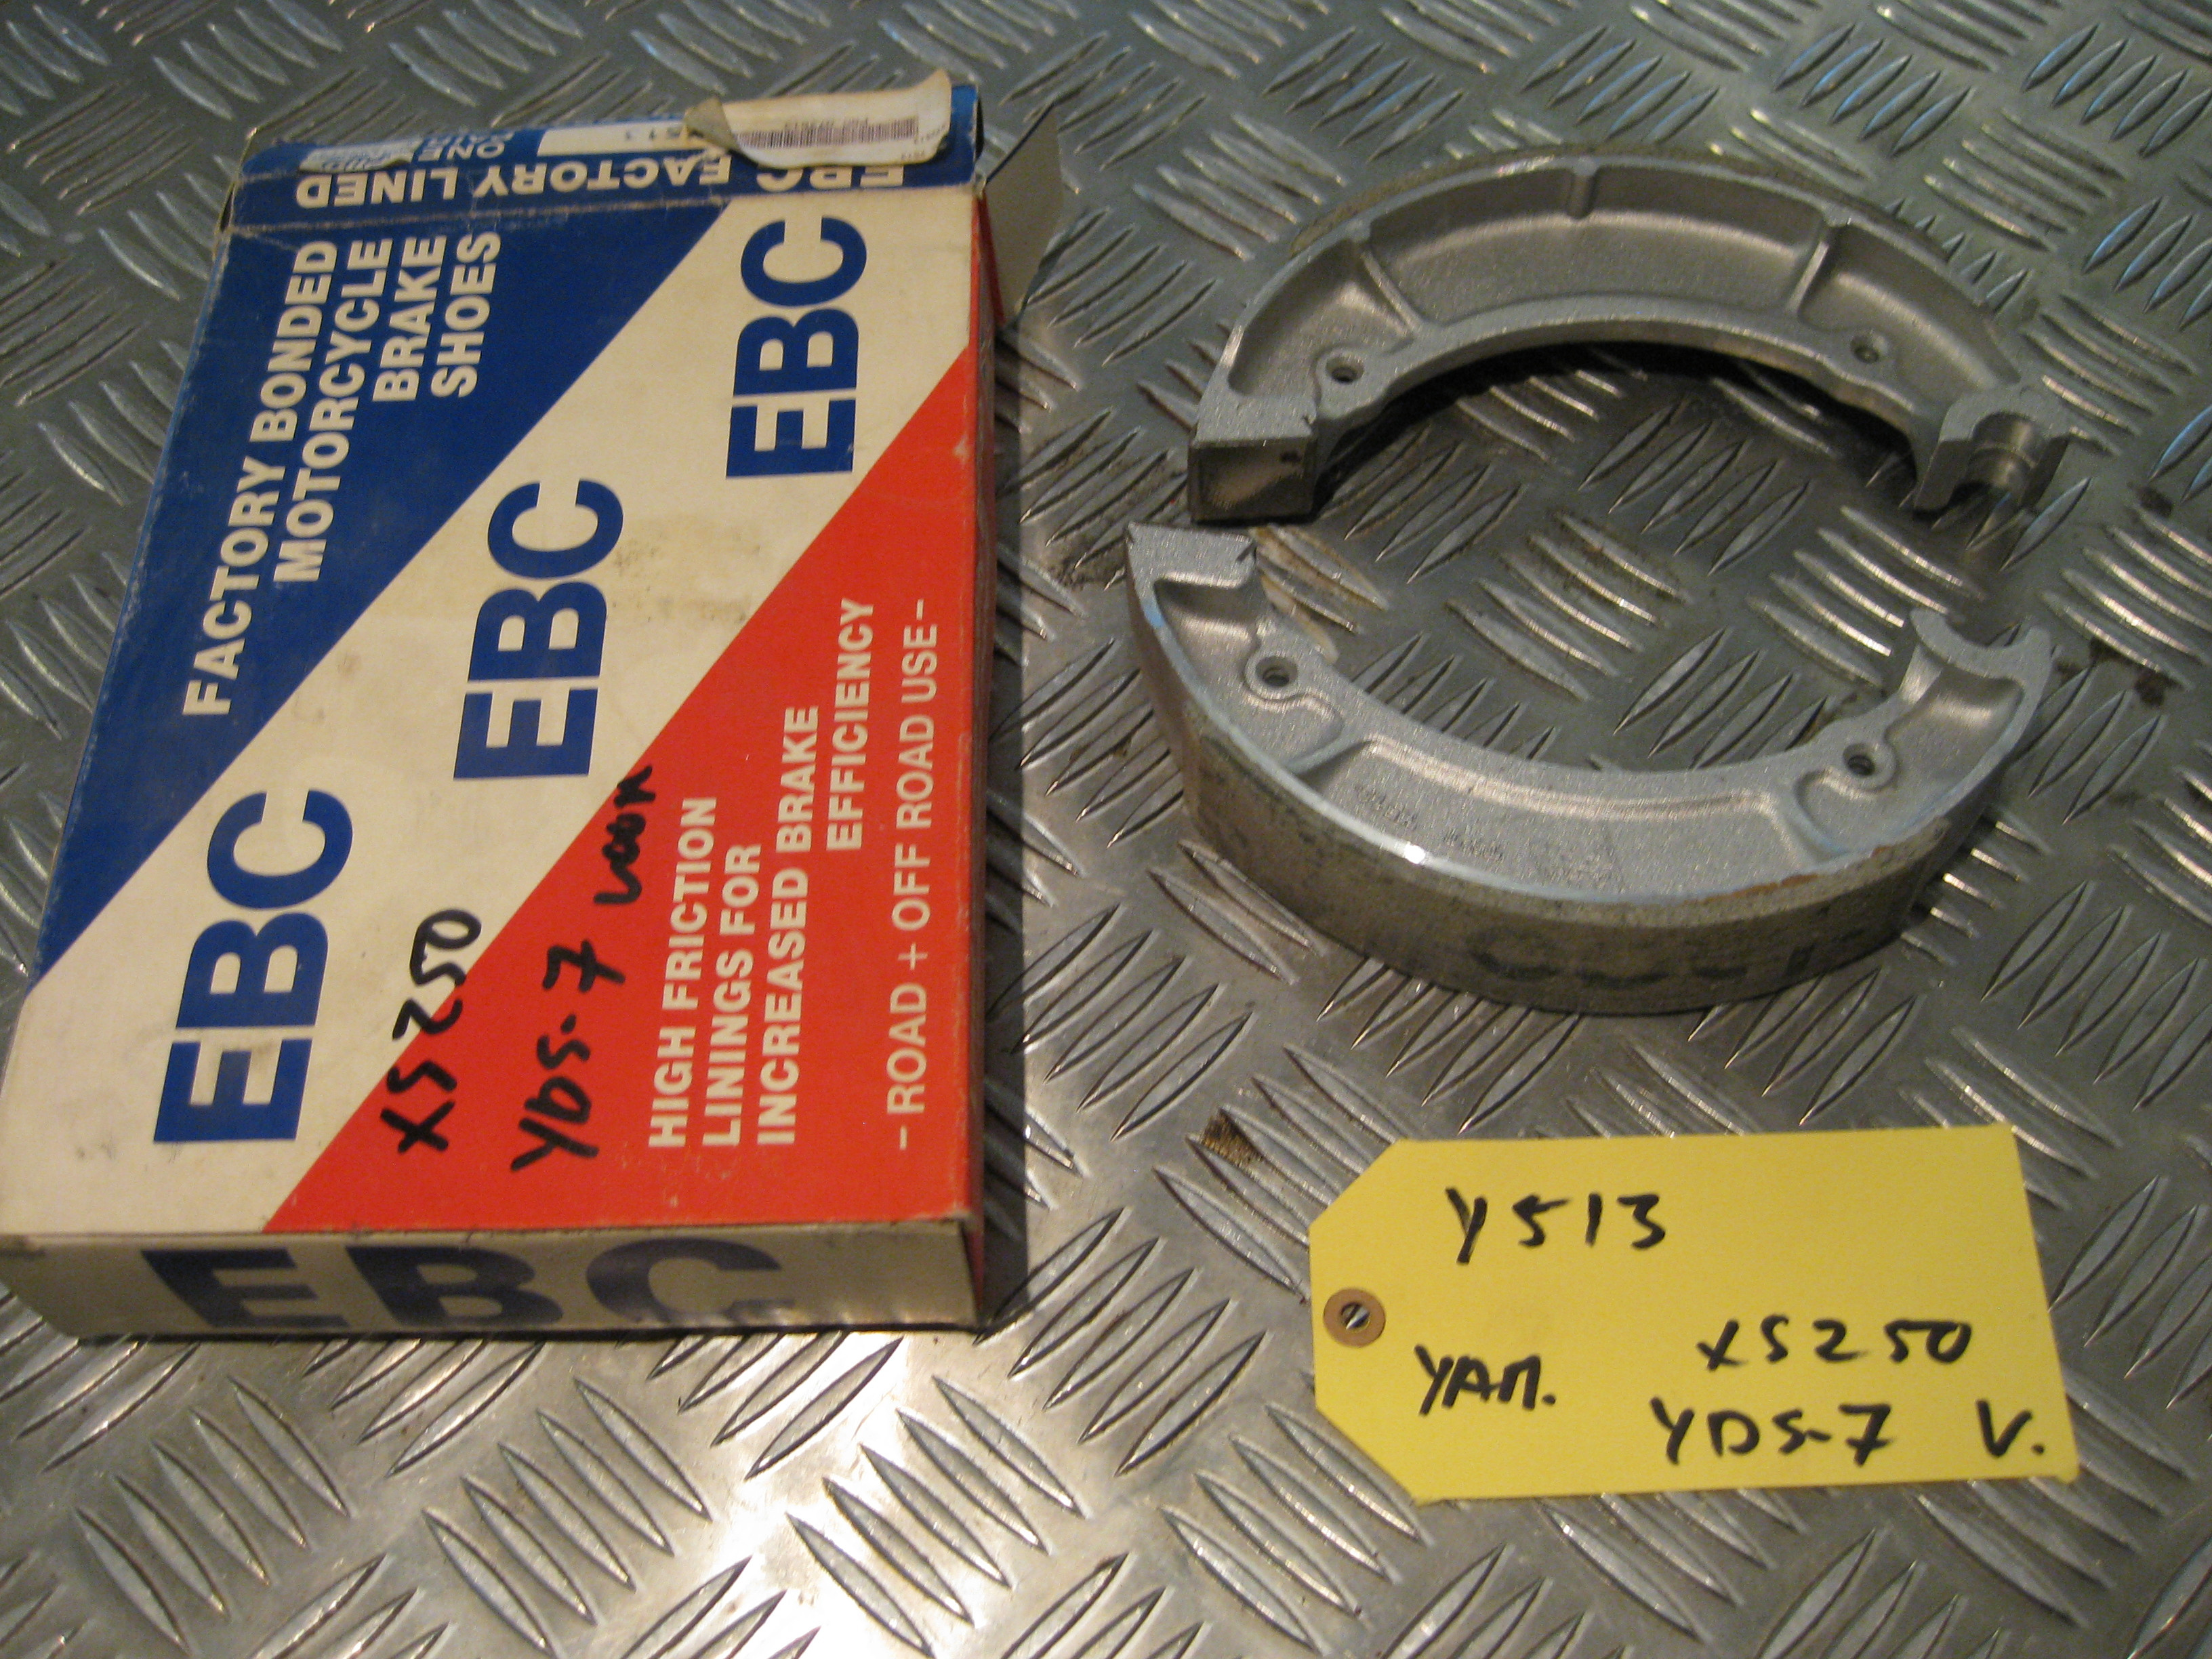 EBC FACTORY LINED
FACTORY BONDED
MOTORCYCLE
BRAKE
SHOES
EBC
EBC
EBC
XS250
YDS-7 voor
HIGH FRICTION
LININGS FOR
INCREASED BRAKE
EFFICIENCY
- ROAD + OFF ROAD USE -
EBC
Y513
YAM. XS250
YDS-7 V.